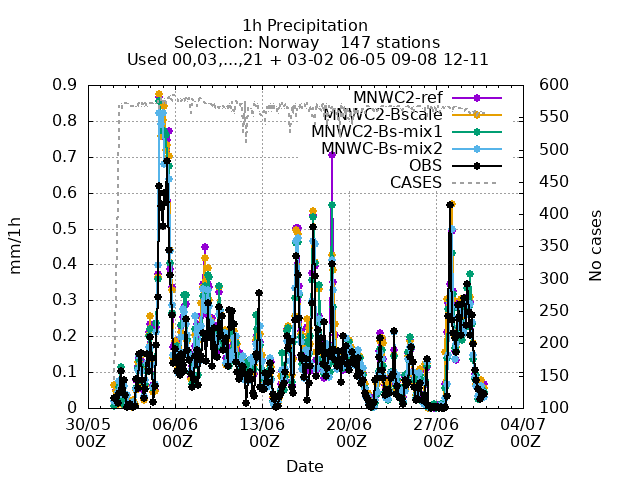 1h Precipitation
Selection: Norway    147 stations
Used 00,03,...,21 + 03-02 06-05 09-08 12-11
0.9
0.8
0.7
0.6
0.5
0.4
0.3
0.2
0.1
0
mm/1h
600
550
500
450
400
350
300
250
200
150
100
No cases
MNWC2-ref
MNWC2-Bscale
MNWC2-Bs-mix1
MNWC-Bs-mix2
OBS
CASES
30/05 06/06 13/06 20/06 27/06 04/07
00Z 00Z 00Z 00Z 00Z 00Z
Date